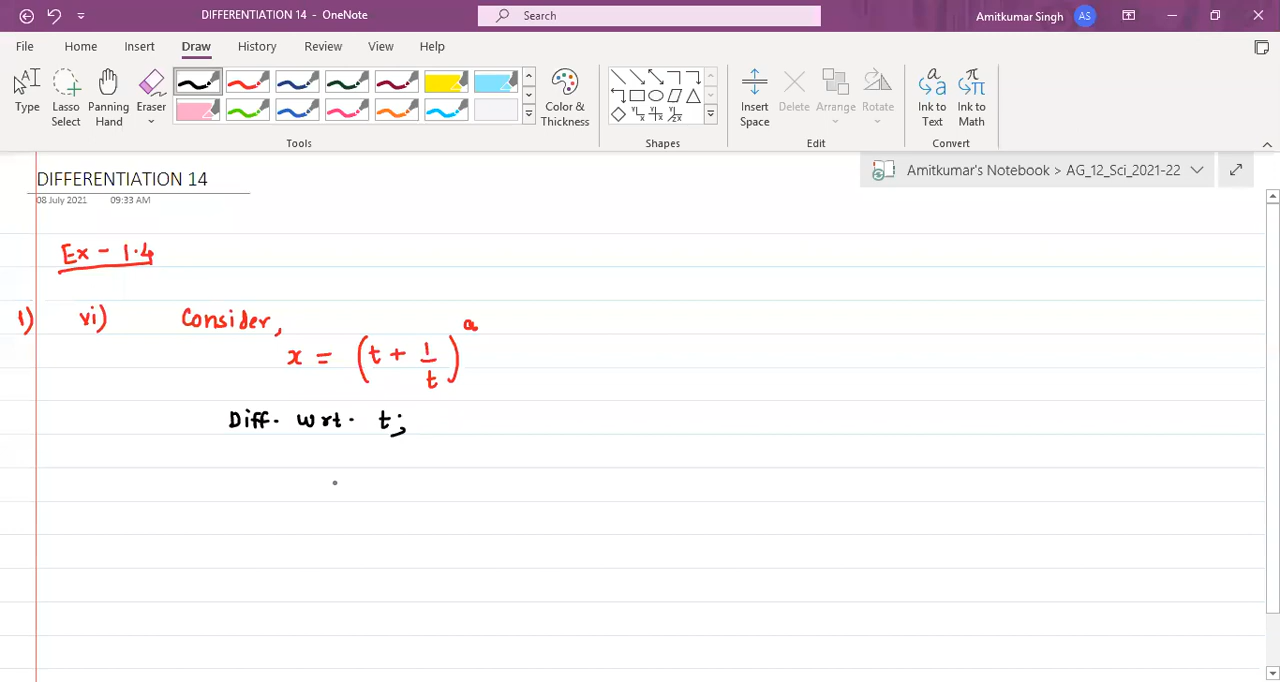 DIFFERENTIATION 14 - OneNote
Search
Amitkumar Singh AS
File Home Insert Draw History Review View Help
Type
Lasso Select
Panning Hand
Eraser
Color & Thickness
Insert Space
Delete
Arrange
Rotate
Ink to Text
Ink to Math
Tools
Shapes
Edit
Convert
Amitkumar's Notebook > AG_12_Sci_2021-22
DIFFERENTIATION 14
08 July 2021 09:33 AM
Ex - 1.4
1) vi) Consider,
x = (t + 1/t)^a
Diff. wrt. t;